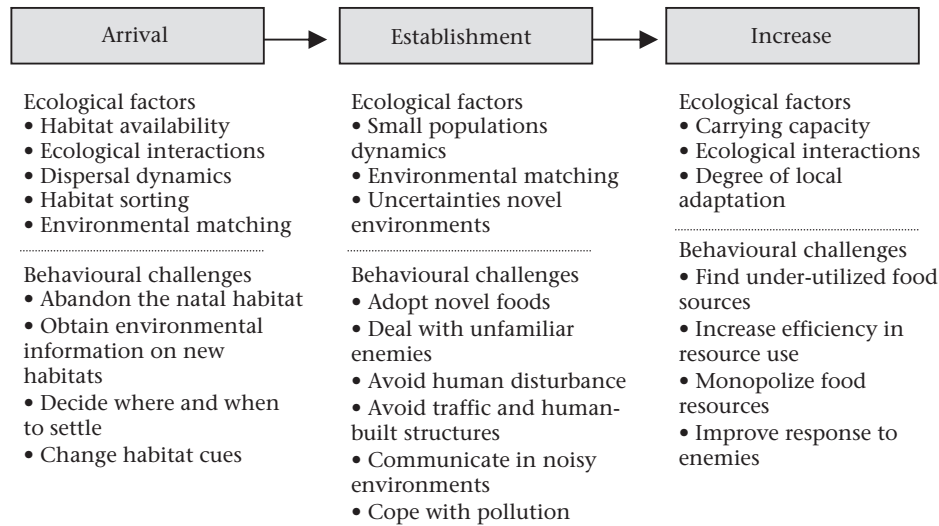 Arrival
Establishment
Increase
Ecological factors
• Habitat availability
• Ecological interactions
• Dispersal dynamics
• Habitat sorting
• Environmental matching
Behavioural challenges
• Abandon the natal habitat
• Obtain environmental
information on new
habitats
• Decide where and when
to settle
• Change habitat cues
Ecological factors
• Small populations
dynamics
• Environmental matching
• Uncertainties novel
environments
Behavioural challenges
• Adopt novel foods
• Deal with unfamiliar
enemies
• Avoid human disturbance
• Avoid traffic and human-
built structures
• Communicate in noisy
environments
• Cope with pollution
Ecological factors
• Carrying capacity
• Ecological interactions
• Degree of local
adaptation
Behavioural challenges
• Find under-utilized food
sources
• Increase efficiency in
resource use
• Monopolize food
resources
• Improve response to
enemies